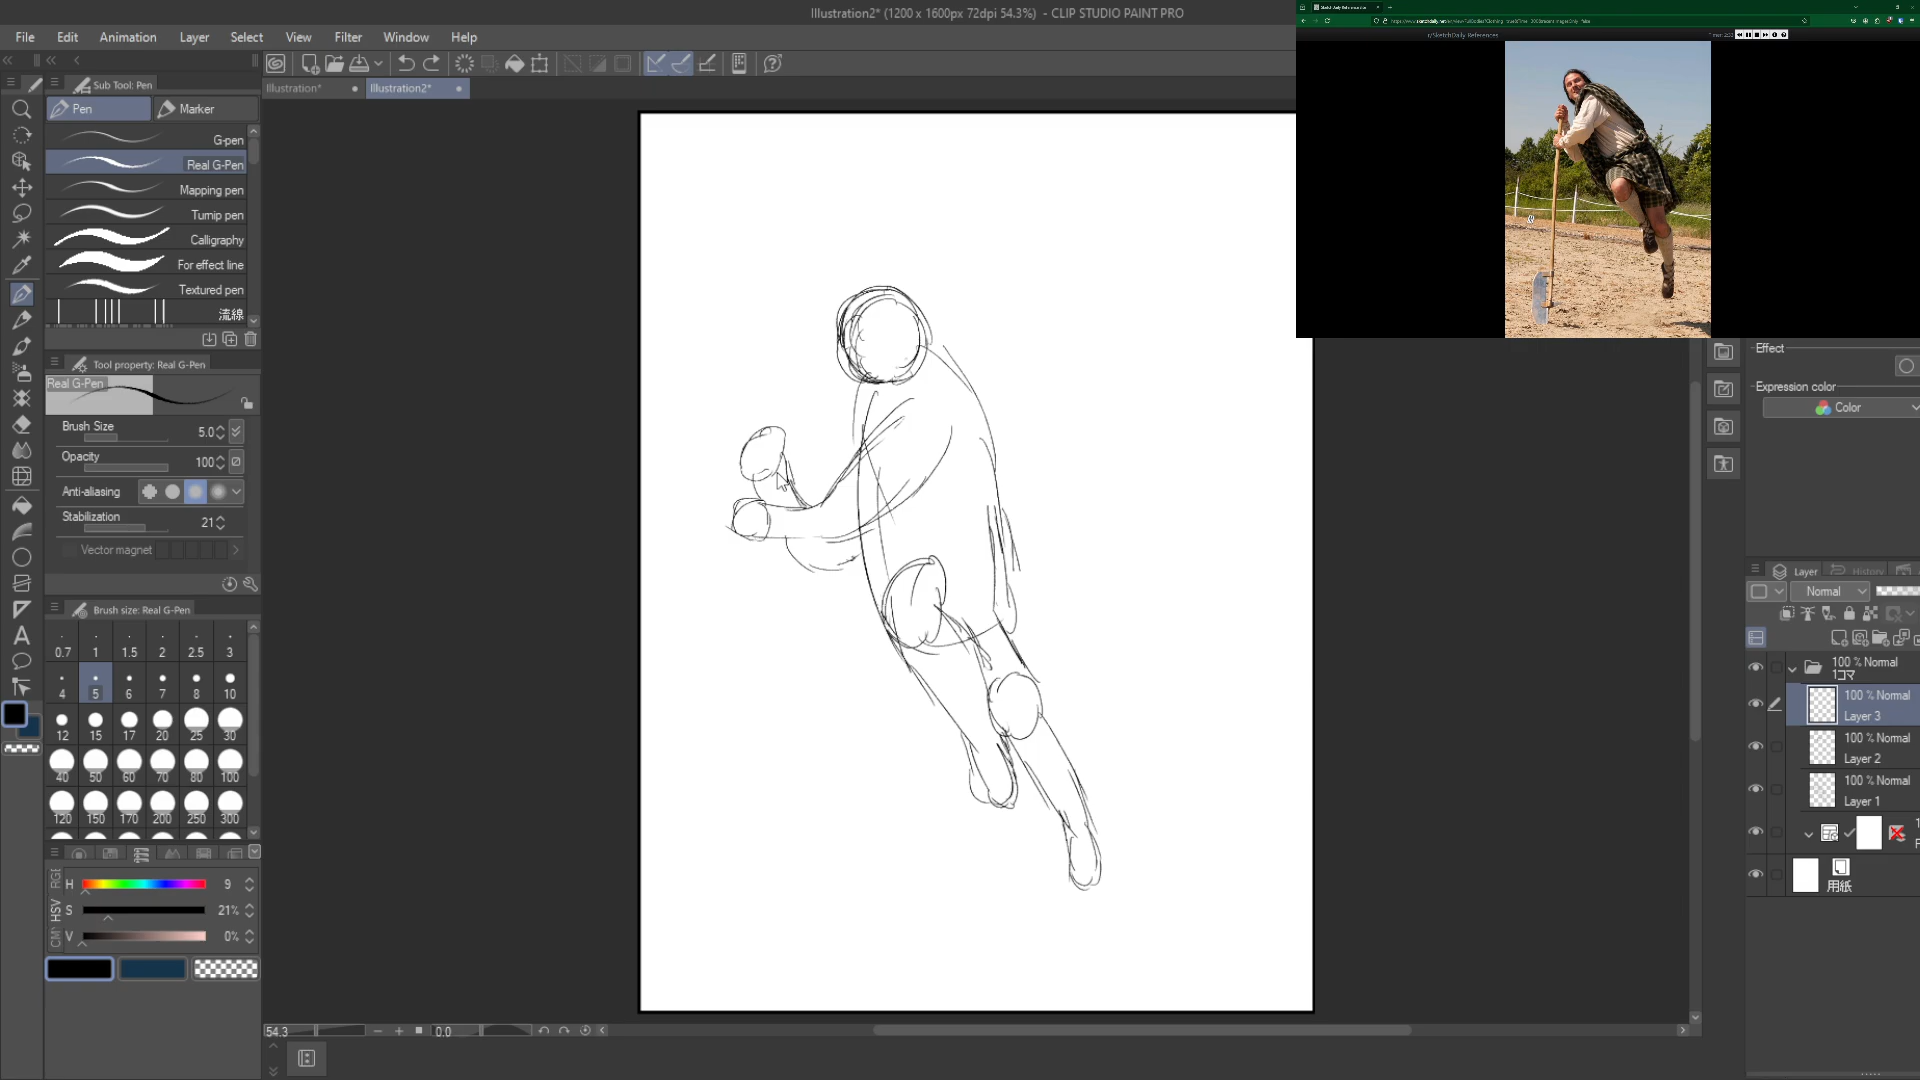 Illustration2* (1200 x 1600px 72dpi 54.3%) - CLIP STUDIO PAINT PRO
File Edit Animation Layer Select View Filter Window Help
Sub Tool: Pen
Illustration* Illustration2*
Pen Marker
G-pen
Real G-Pen
Mapping pen
Turnip pen
Calligraphy
For effect line
Textured pen
流線
Tool property: Real G-Pen
Real G-Pen
Brush Size 5.0
Opacity 100
Anti-aliasing
Stabilization 21
Vector magnet
Brush size: Real G-Pen
0.7 1 1.5 2 2.5 3
4 5 6 7 8 10
12 15 17 20 25 30
40 50 60 70 80 100
120 150 170 200 250 300
RGB
HSV
H 9
S 21%
V 0%
54.3 0.0
r/SketchDaily References
Effect
Expression color
Color
Layer History
Normal
100 % Normal
1コマ
100 % Normal
Layer 3
100 % Normal
Layer 2
100 % Normal
Layer 1
用紙